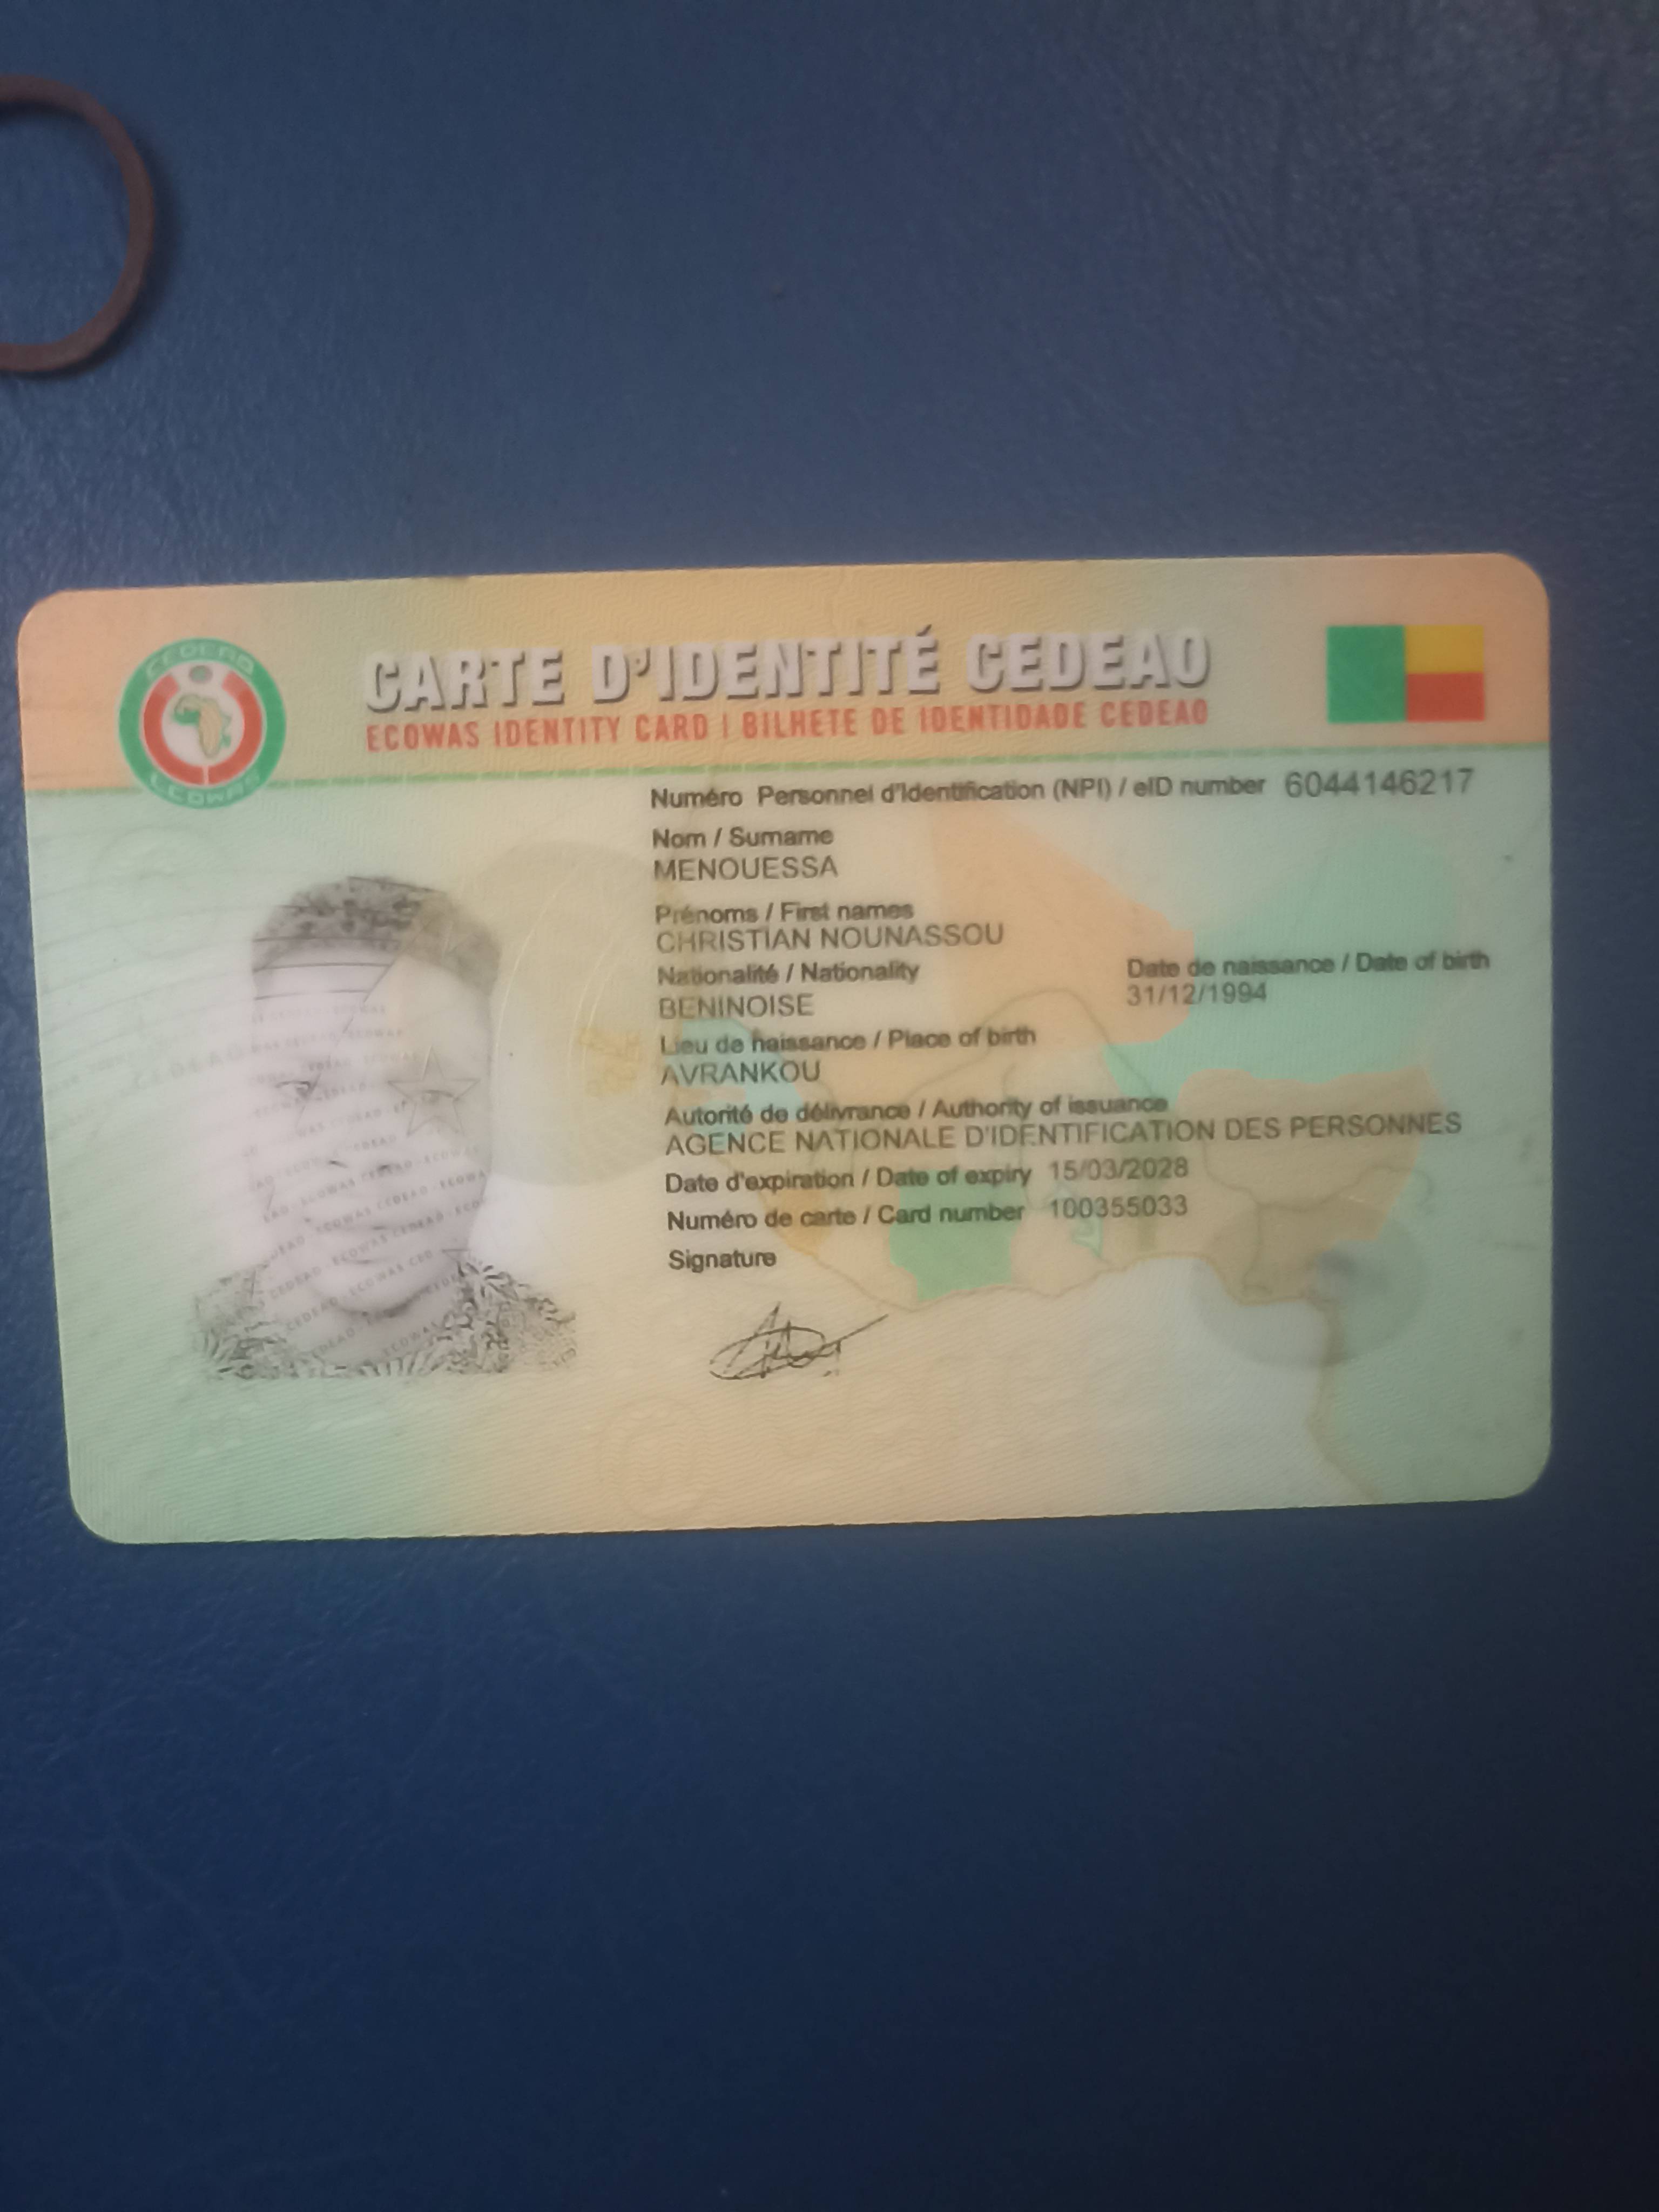 CEDEAO
ECOWAS
CARTE D'IDENTITÉ CEDEAO
ECOWAS IDENTITY CARD | BILHETE DE IDENTIDADE CEDEAO
Numéro Personnel d'Identification (NPI) / eID number 6044146217
Nom / Surname
MENOUESSA
Prénoms / First names
CHRISTIAN NOUNASSOU
Nationalité / Nationality
BENINOISE
Date de naissance / Date of birth
31/12/1994
Lieu de naissance / Place of birth
AVRANKOU
Autorité de délivrance / Authority of issuance
AGENCE NATIONALE D'IDENTIFICATION DES PERSONNES
Date d'expiration / Date of expiry 15/03/2028
Numéro de carte / Card number 100355033
Signature